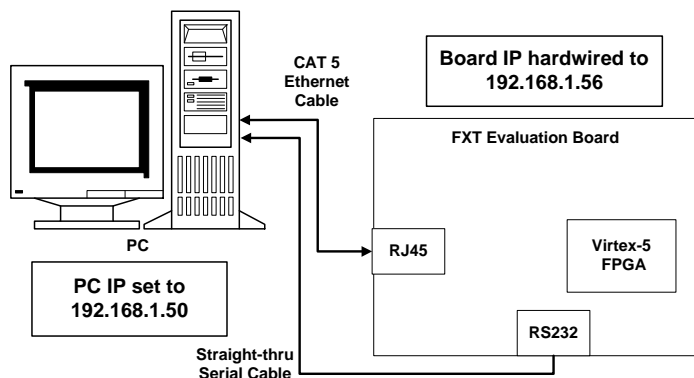 CAT 5
Ethernet
Cable
Board IP hardwired to
192.168.1.56
FXT Evaluation Board
RJ45
Virtex-5
FPGA
PC
PC IP set to
192.168.1.50
RS232
Straight-thru
Serial Cable